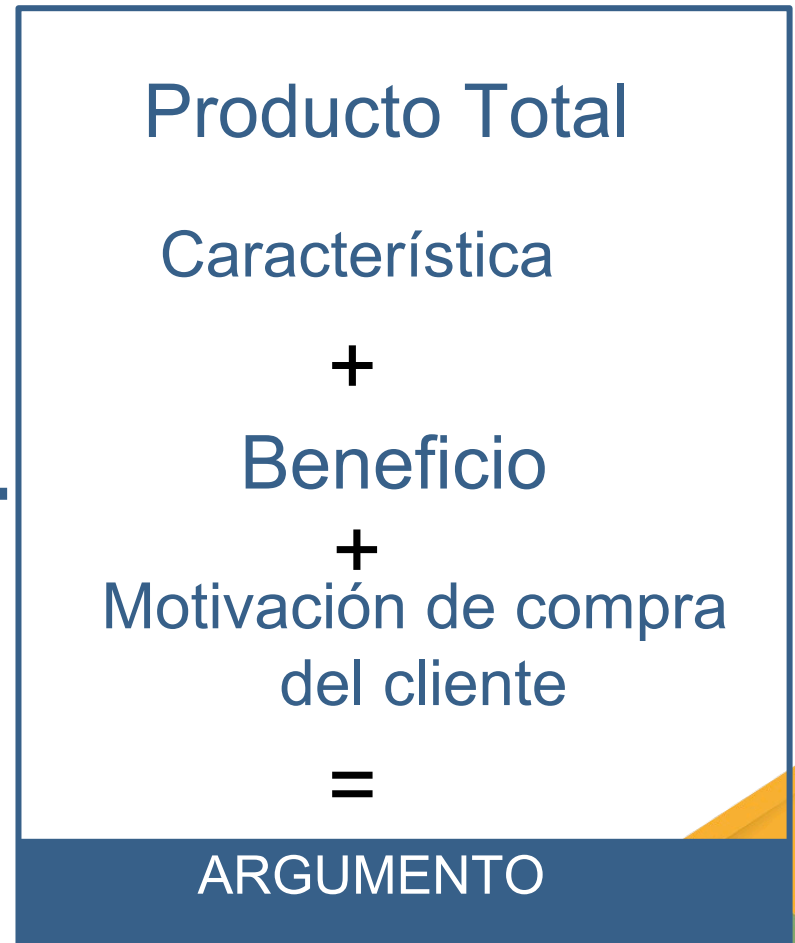 Producto Total
Característica
+
Beneficio
+
Motivación de compra
del cliente
=
ARGUMENTO